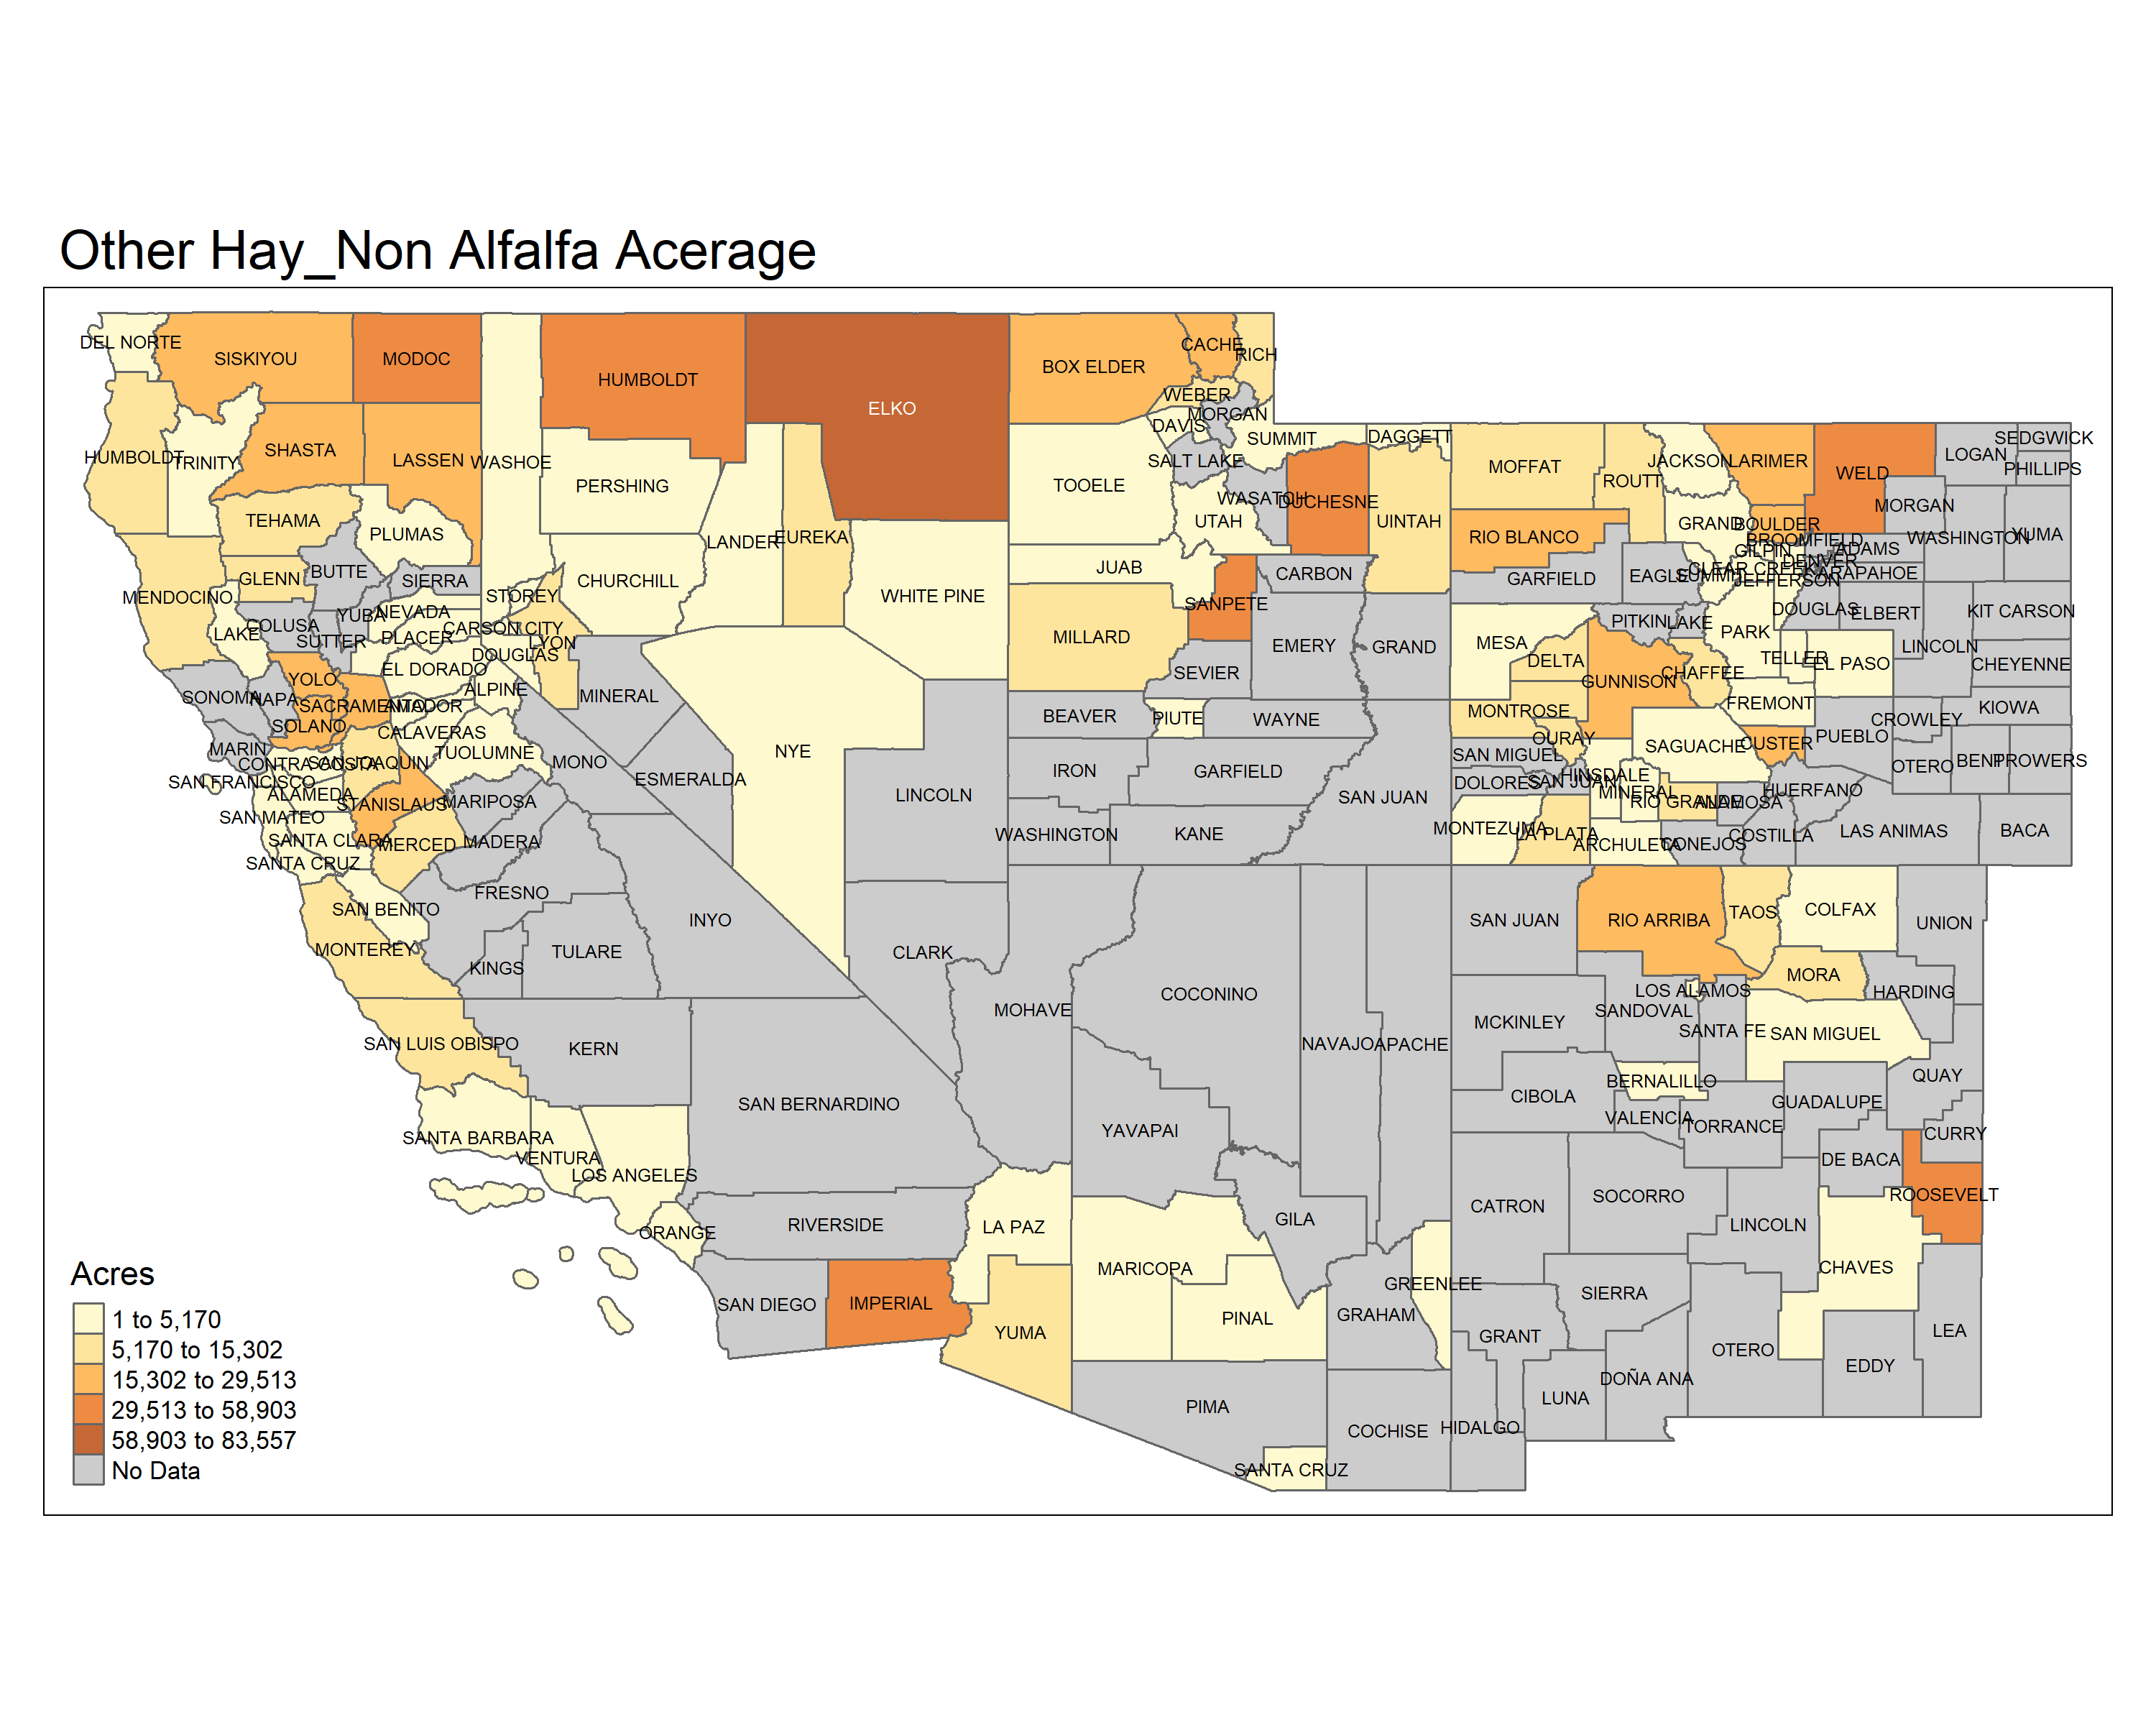 Other Hay_Non Alfalfa Acerage
DEL NORTE
SISKIYOU
MODOC
HUMBOLDT
ELKO
BOX ELDER
CACHE
RICH
WEBER
MORGAN
DAVIS
SUMMIT
DAGGETT
SEDGWICK
HUMBOLDT
TRINITY
SHASTA
LASSEN
WASHOE
PERSHING
TOOELE
SALT LAKE
WASATCH
DUCHESNE
MOFFAT
ROUTT
JACKSON
LARIMER
WELD
LOGAN
PHILLIPS
MORGAN
TEHAMA
PLUMAS
LANDER
EUREKA
UTAH
UINTAH
RIO BLANCO
GRAND
BOULDER
BROOMFIELD
GILPIN
ADAMS
DENVER
WASHINGTON
YUMA
GLENN
BUTTE
SIERRA
CHURCHILL
WHITE PINE
JUAB
CARBON
GARFIELD
EAGLE
SUMMIT
CLEAR CREEK
JEFFERSON
ARAPAHOE
MENDOCINO
LAKE
COLUSA
YUBA
SUTTER
NEVADA
PLACER
STOREY
CARSON CITY
LYON
DOUGLAS
MILLARD
SANPETE
EMERY
GRAND
MESA
DELTA
PITKIN
LAKE
PARK
DOUGLAS
ELBERT
KIT CARSON
LINCOLN
CHEYENNE
SONOMA
NAPA
YOLO
EL DORADO
ALPINE
SACRAMENTO
AMADOR
SOLANO
MINERAL
SEVIER
GUNNISON
CHAFFEE
TELLER
EL PASO
FREMONT
MARIN
CALAVERAS
TUOLUMNE
CONTRA COSTA
SAN JOAQUIN
MONO
NYE
BEAVER
PIUTE
WAYNE
MONTROSE
OURAY
SAN MIGUEL
SAGUACHE
CUSTER
PUEBLO
CROWLEY
KIOWA
SAN FRANCISCO
ALAMEDA
STANISLAUS
MARIPOSA
ESMERALDA
LINCOLN
IRON
GARFIELD
SAN JUAN
DOLORES
SAN JUAN
HINSDALE
MINERAL
RIO GRANDE
ALAMOSA
HUERFANO
OTERO
BENT
PROWERS
SAN MATEO
SANTA CLARA
MERCED
MADERA
SANTA CRUZ
WASHINGTON
KANE
MONTEZUMA
LA PLATA
ARCHULETA
CONEJOS
COSTILLA
LAS ANIMAS
BACA
FRESNO
SAN BENITO
MONTEREY
KINGS
TULARE
INYO
CLARK
SAN JUAN
RIO ARRIBA
TAOS
COLFAX
UNION
MOHAVE
COCONINO
NAVAJO
APACHE
MORA
LOS ALAMOS
HARDING
SANDOVAL
MCKINLEY
SANTA FE
SAN MIGUEL
SAN LUIS OBISPO
KERN
SAN BERNARDINO
YAVAPAI
BERNALILLO
CIBOLA
VALENCIA
TORRANCE
GUADALUPE
QUAY
CURRY
SANTA BARBARA
VENTURA
LOS ANGELES
DE BACA
ROOSEVELT
ORANGE
RIVERSIDE
LA PAZ
GILA
CATRON
SOCORRO
LINCOLN
MARICOPA
GREENLEE
CHAVES
SAN DIEGO
IMPERIAL
YUMA
PINAL
GRAHAM
SIERRA
GRANT
OTERO
LEA
EDDY
DOÑA ANA
LUNA
PIMA
COCHISE
HIDALGO
SANTA CRUZ
Acres
1 to 5,170
5,170 to 15,302
15,302 to 29,513
29,513 to 58,903
58,903 to 83,557
No Data